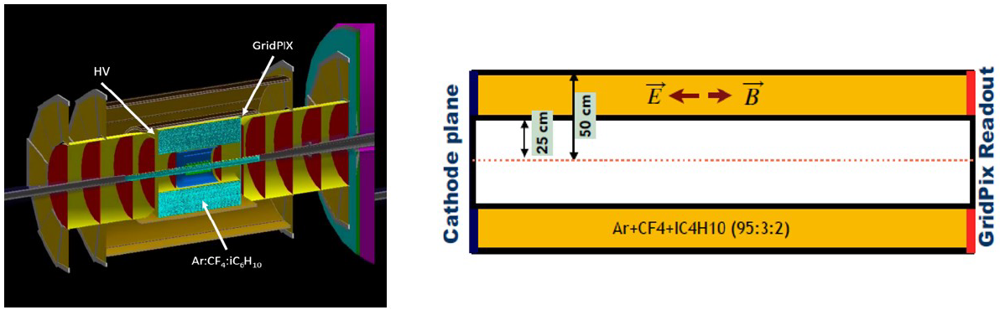 GridPIX
HV
Ar:CF₄:iC₆H₁₀
Cathode plane
E B
50 cm
25 cm
Ar+CF4+IC4H10 (95:3:2)
GridPix Readout